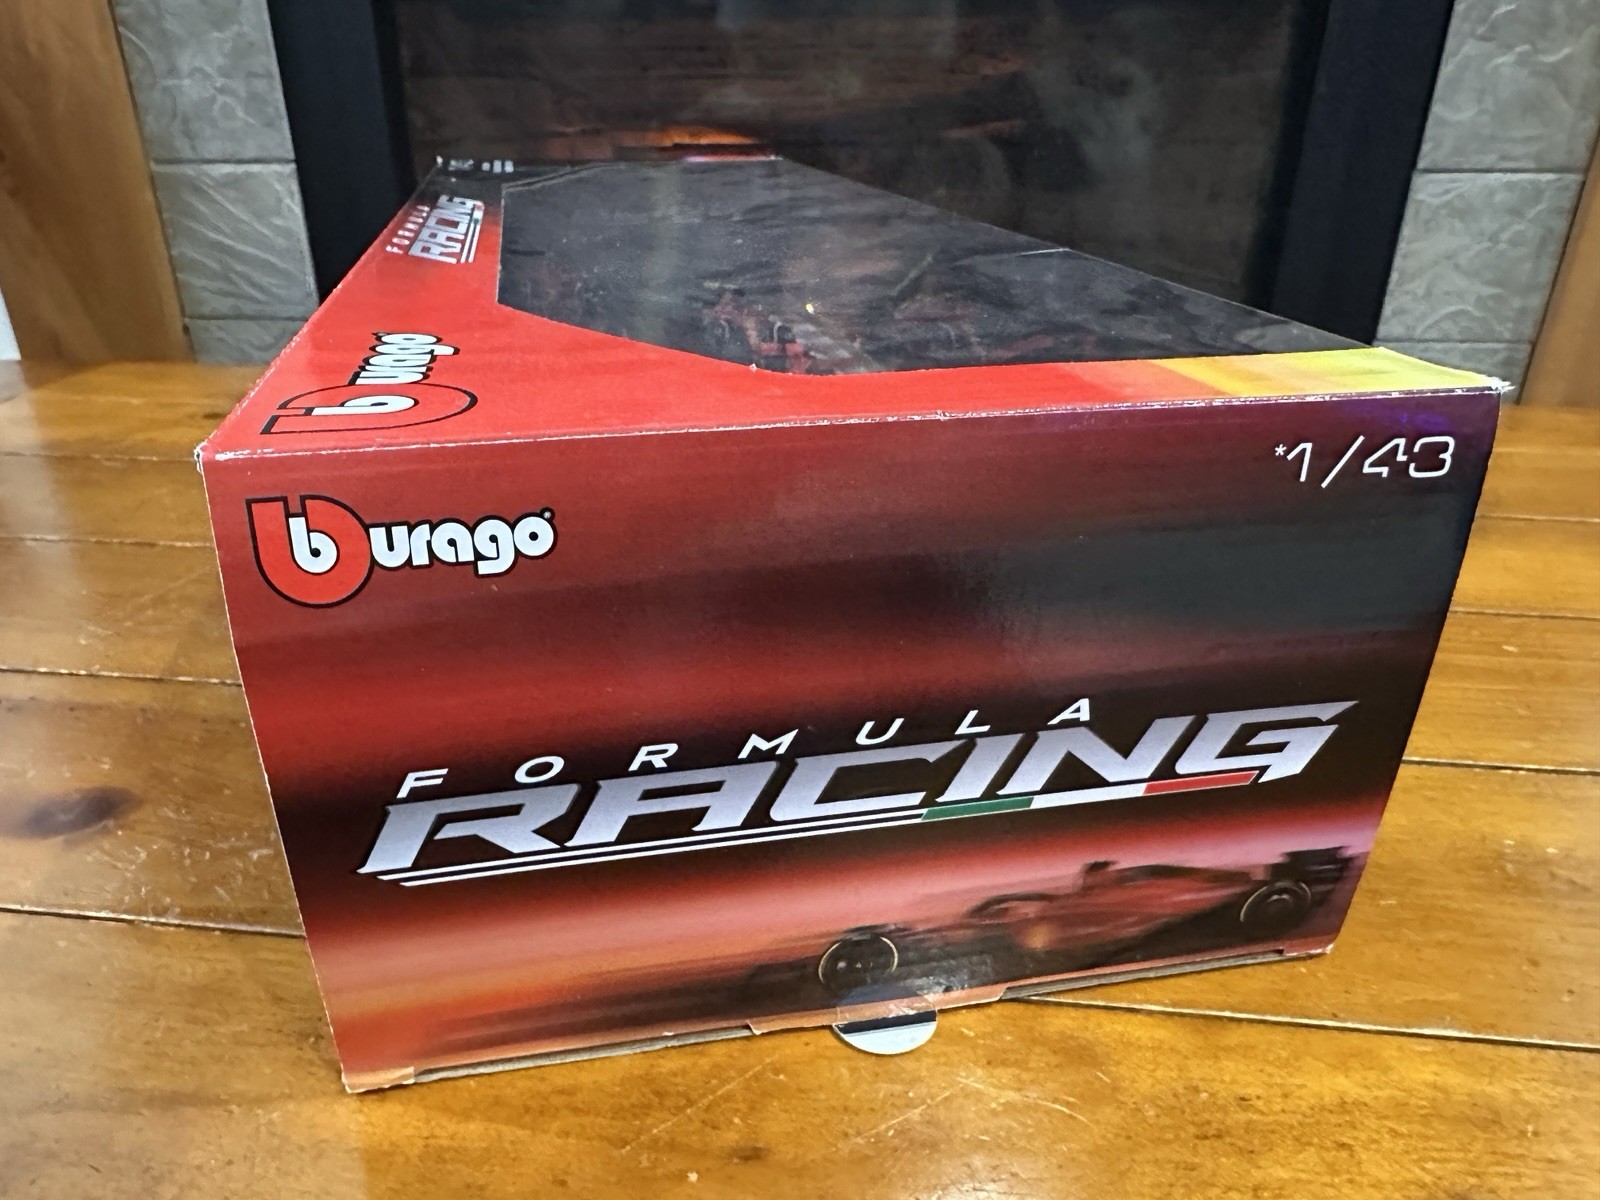 FORMULA
RACING
burago
burago®
*1/43
FORMULA
RACING